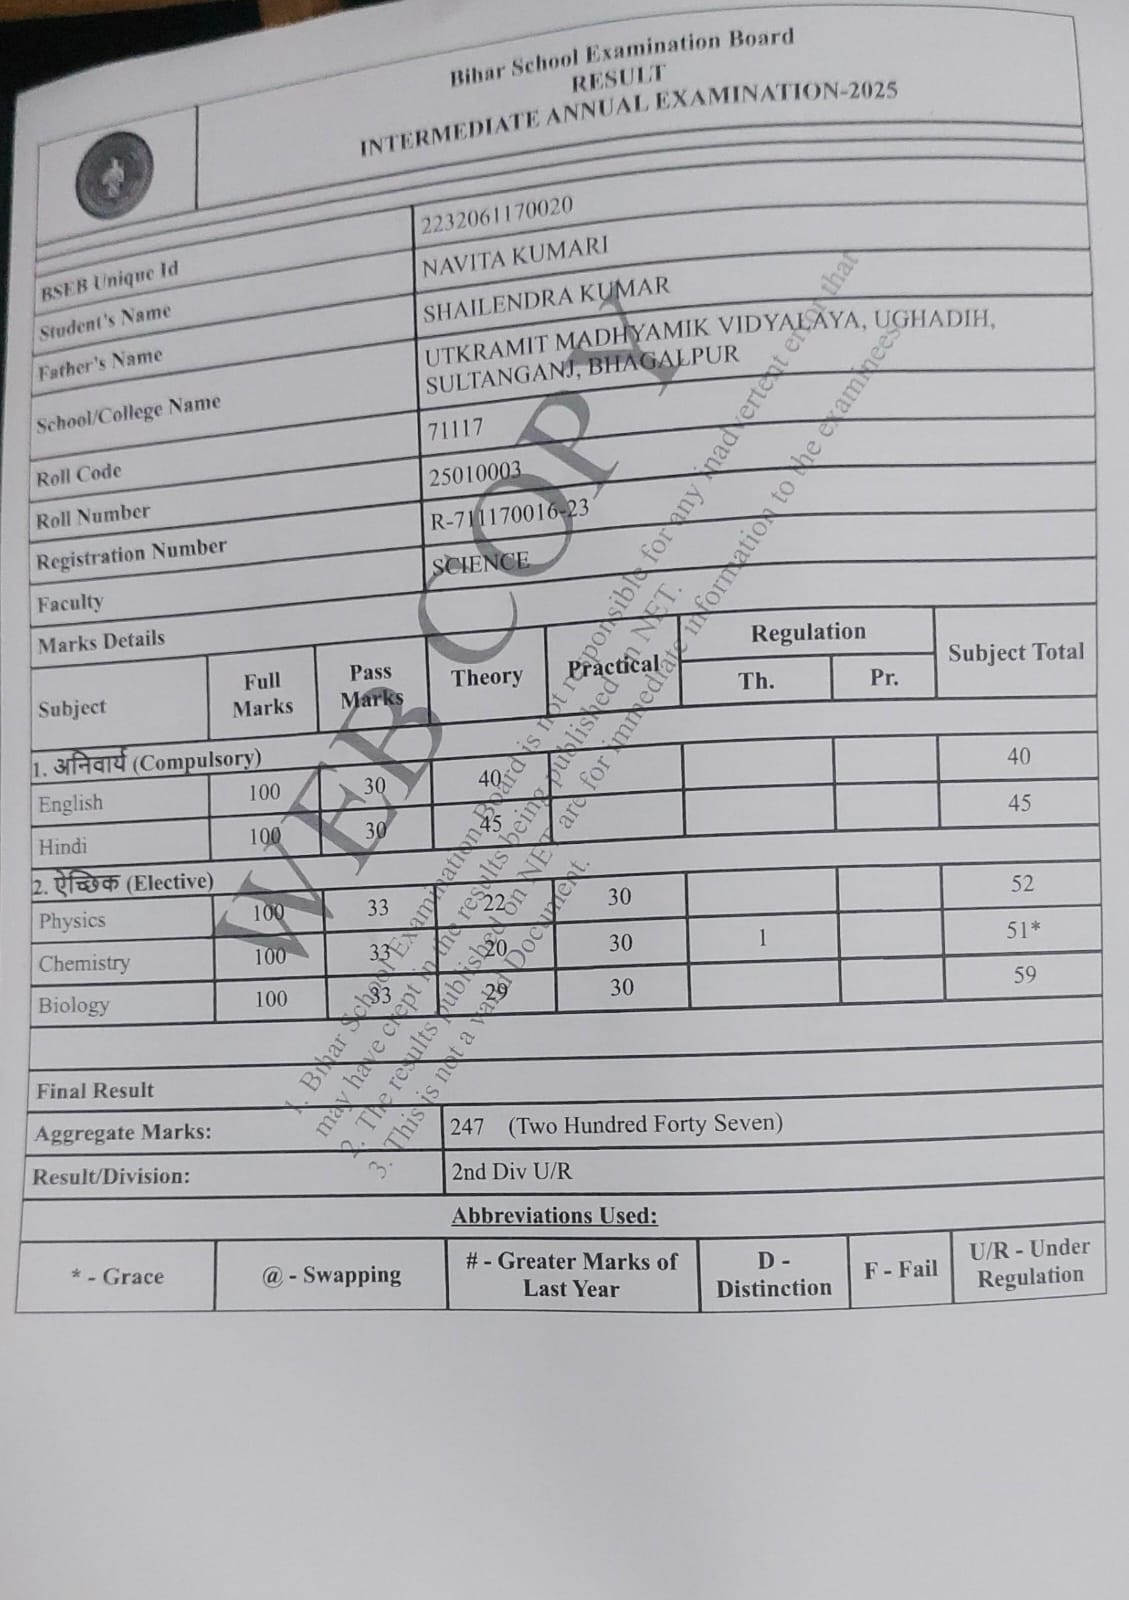 Bihar School Examination Board
RESULT
INTERMEDIATE ANNUAL EXAMINATION-2025
BSEB Unique Id 2232061170020
Student's Name NAVITA KUMARI
Father's Name SHAILENDRA KUMAR
School/College Name UTKRAMIT MADHYAMIK VIDYALAYA, UGHADIH,
SULTANGANJ, BHAGALPUR
Roll Code 71117
Roll Number 25010003
Registration Number R-711170016-23
Faculty SCIENCE
Marks Details
Subject Full Marks Pass Marks Theory Practical Regulation Th. Pr. Subject Total
1. अनिवार्य (Compulsory)
English 100 30 40 40
Hindi 100 30 45 45
2. ऐच्छिक (Elective)
Physics 100 33 22 30 52
Chemistry 100 33 20 30 1 51*
Biology 100 33 29 30 59
Final Result
Aggregate Marks: 247 (Two Hundred Forty Seven)
Result/Division: 2nd Div U/R
Abbreviations Used:
* - Grace @ - Swapping # - Greater Marks of Last Year D - Distinction F - Fail U/R - Under Regulation
WEB COPY
1. Bihar School Examination Board is not responsible for any inadvertent error that
may have crept in the results being published on NET.
2. The results published on NET are for immediate information to the examinees.
3. This is not a valid Document.